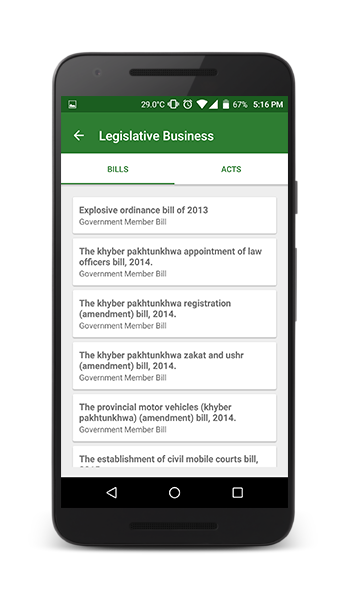 29.0°C 67% 5:16 PM
Legislative Business
BILLS ACTS
Explosive ordinance bill of 2013
Government Member Bill
The khyber pakhtunkhwa appointment of law
officers bill, 2014.
Government Member Bill
The khyber pakhtunkhwa registration
(amendment) bill, 2014.
Government Member Bill
The khyber pakhtunkhwa zakat and ushr
(amendment) bill, 2014.
Government Member Bill
The provincial motor vehicles (khyber
pakhtunkhwa) (amendment) bill, 2014.
Government Member Bill
The establishment of civil mobile courts bill,